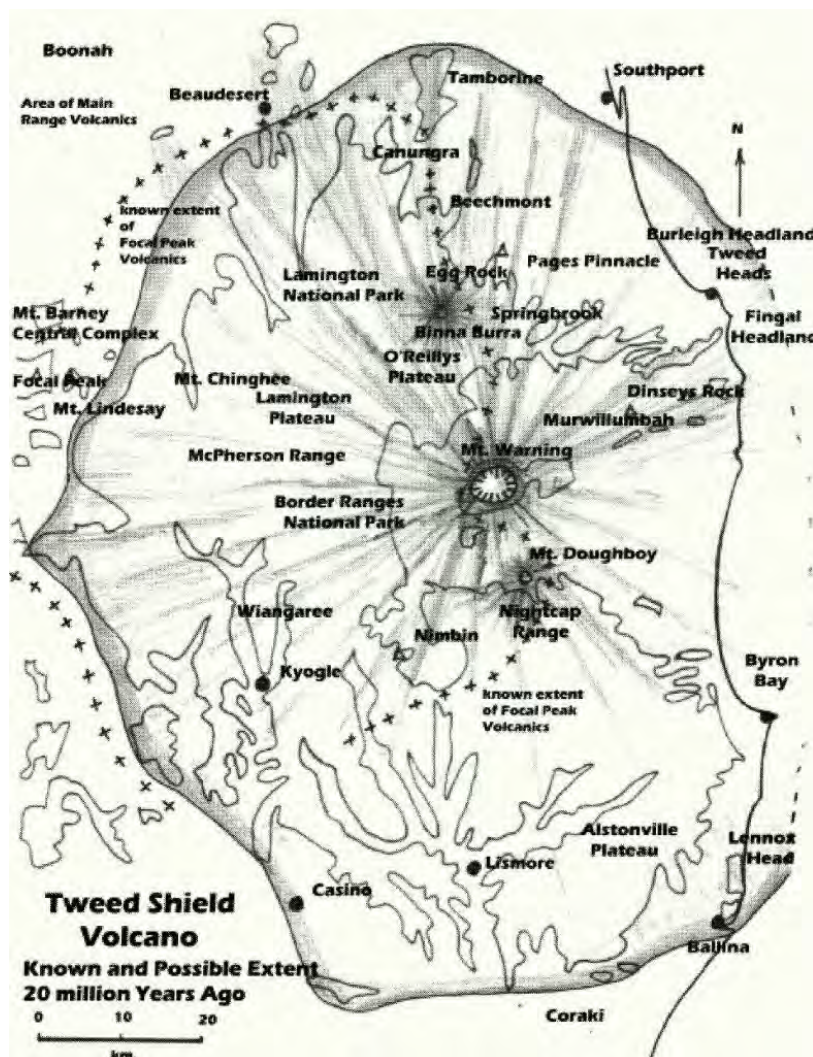 Boonah
Southport
Tamborine
Beaudesert
Area of Main
Range Volcanics
N
Canungra
Beechmont
known extent
of
Focal Peak
Volcanics
Burleigh Headland
Tweed
Heads
Pages Pinnacle
Egg Rock
Lamington
National Park
Mt. Barney
Central Complex
Springbrook
Fingal
Headland
Binna Burra
O'Reillys
Plateau
Focal Peak
Mt. Chinghee
Mt. Lindesay
Lamington
Plateau
Dinseys Rock
Murwillumbah
McPherson Range
Mt. Warning
Border Ranges
National Park
Mt. Doughboy
Wiangaree
Nightcap
Range
Nimbin
Kyogle
Byron
Bay
known extent
of Focal Peak
Volcanics
Alstonville
Plateau
Lennox
Head
Lismore
Casino
Ballina
Coraki
Tweed Shield
Volcano
Known and Possible Extent
20 million Years Ago
0 10 20
km